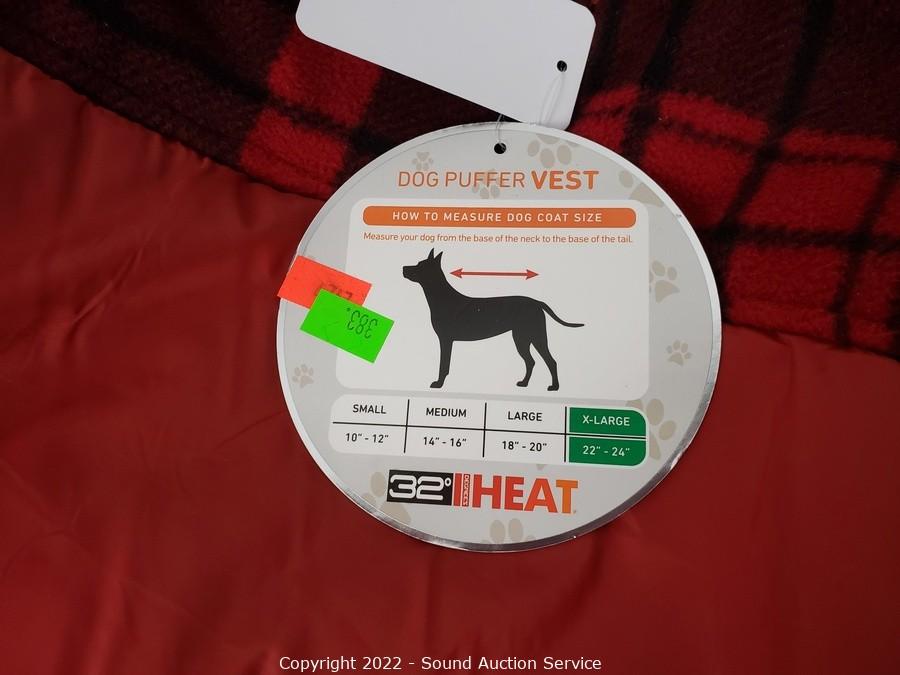 DOG PUFFER VEST
HOW TO MEASURE DOG COAT SIZE
Measure your dog from the base of the neck to the base of the tail.
383.
SMALL MEDIUM LARGE X-LARGE
10" - 12" 14" - 16" 18" - 20" 22" - 24"
32° DEGREES HEAT
Copyright 2022 - Sound Auction Service